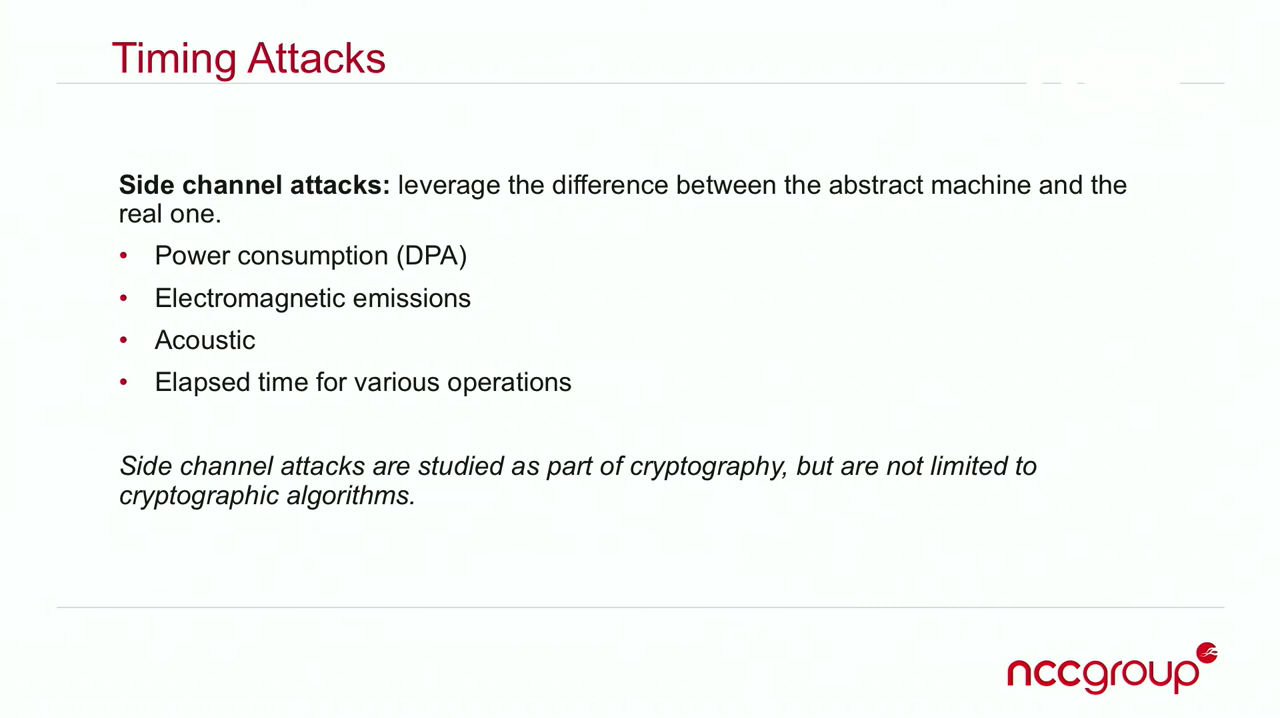 Timing Attacks
Side channel attacks: leverage the difference between the abstract machine and the
real one.
• Power consumption (DPA)
• Electromagnetic emissions
• Acoustic
• Elapsed time for various operations
Side channel attacks are studied as part of cryptography, but are not limited to
cryptographic algorithms.
nccgroup